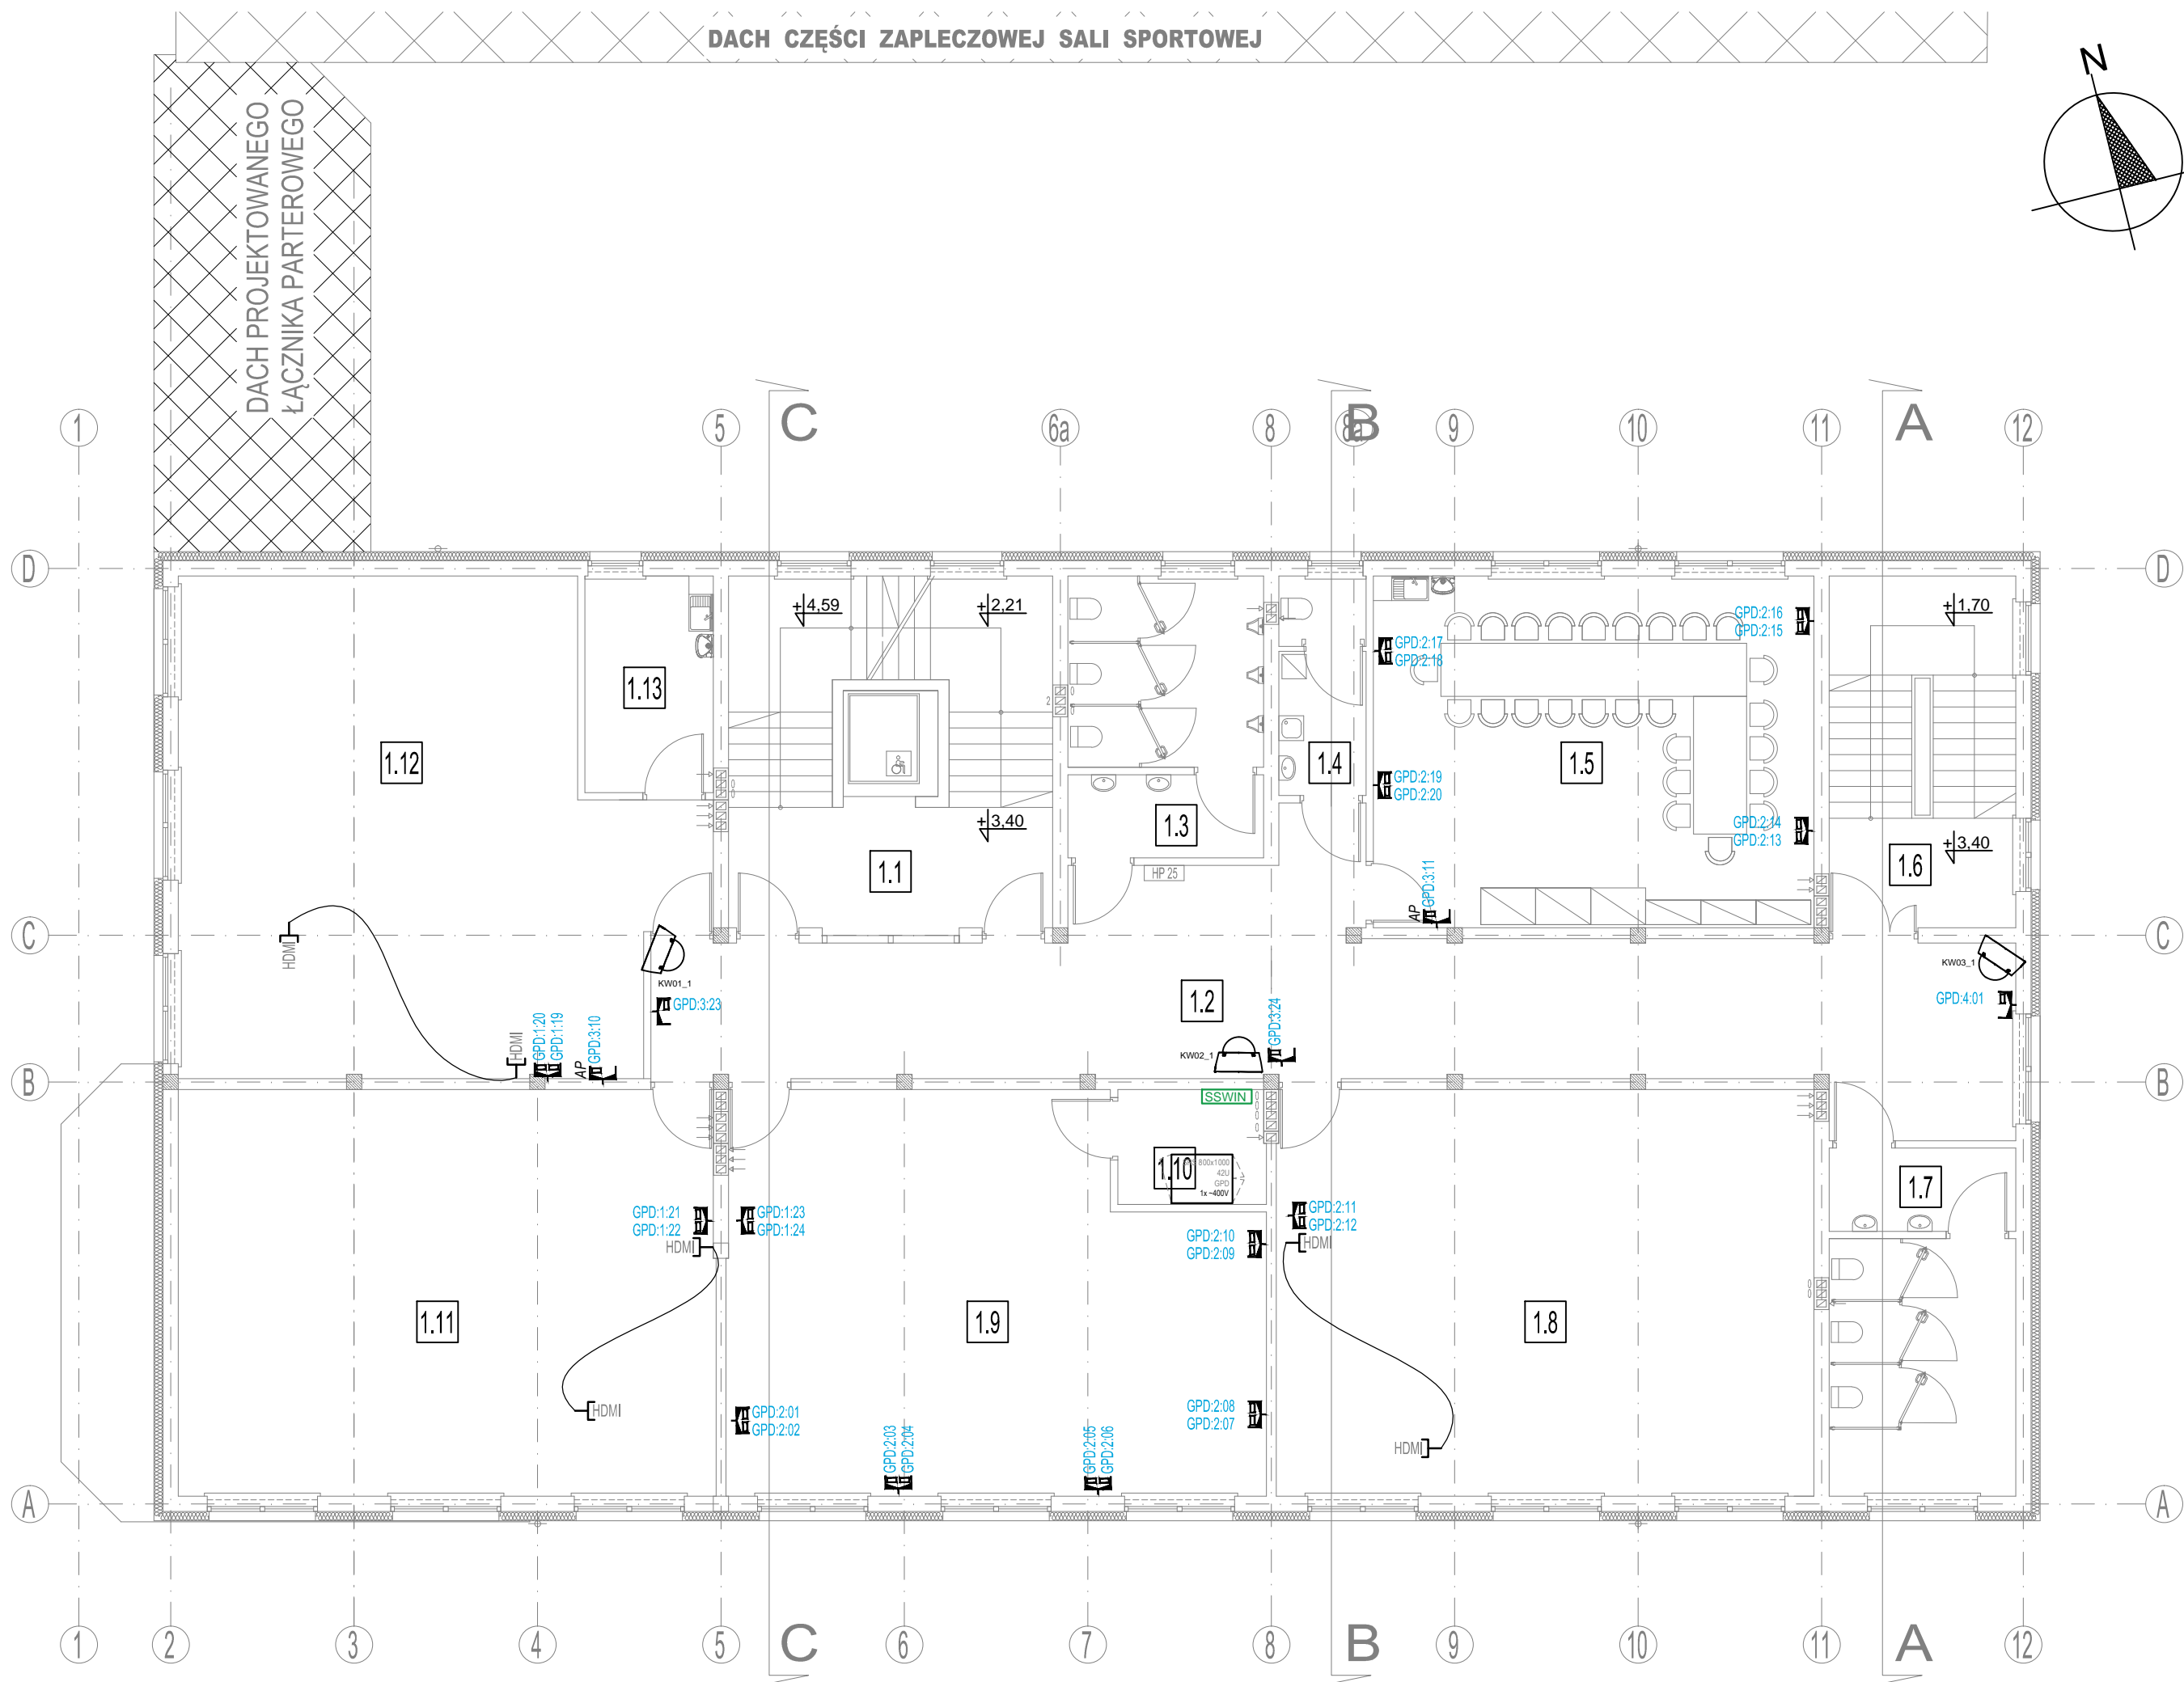 DACH CZĘŚCI ZAPLECZOWEJ SALI SPORTOWEJ
N
DACH PROJEKTOWANEGO
ŁĄCZNIKA PARTEROWEGO
1
5
C
6a
8
8a
B
9
10
11
A
12
D
D
+4,59
+2,21
+1,70
GPD:2:16
GPD:2:15
GPD:2:17
GPD:2:18
1.13
2
1.12
1.4
1.5
GPD:2:19
GPD:2:20
1.3
+3,40
GPD:2:14
GPD:2:13
+3,40
1.1
HP 25
1.6
AP
GPD:3:11
C
C
HDMI
KW01_1
KW03_1
GPD:3:23
1.2
GPD:3:24
GPD:4:01
HDMI
GPD:1:20
GPD:1:19
AP
GPD:3:10
KW02_1
B
B
SSWIN
1.10
800x1000
42U
GPD
1x ~400V
1.7
GPD:1:21
GPD:1:22
GPD:1:23
GPD:1:24
GPD:2:11
GPD:2:12
HDMI
GPD:2:10
GPD:2:09
HDMI
1.11
1.9
1.8
HDMI
GPD:2:01
GPD:2:02
GPD:2:08
GPD:2:07
GPD:2:03
GPD:2:04
GPD:2:05
GPD:2:06
HDMI
A
A
1
2
3
4
5
C
6
7
8
B
9
10
11
A
12